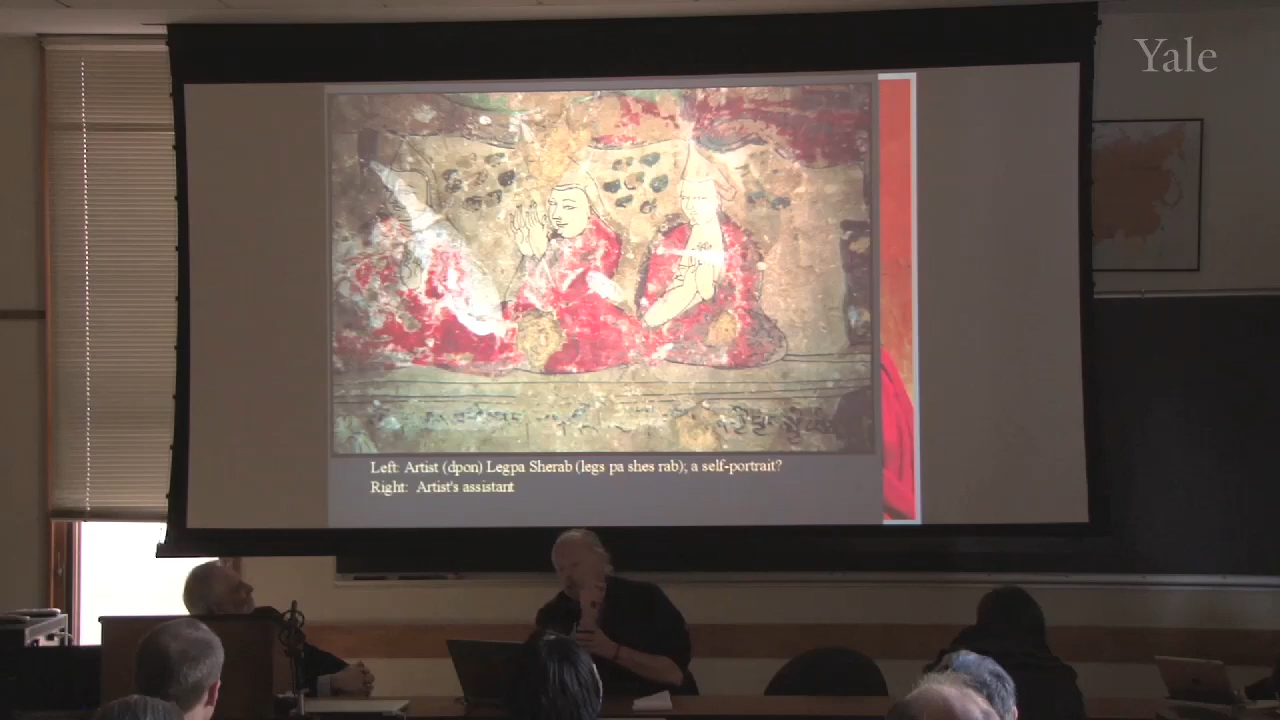 Yale
Left: Artist (dpon) Legpa Sherab (legs pa shes rab); a self-portrait?
Right: Artist's assistant